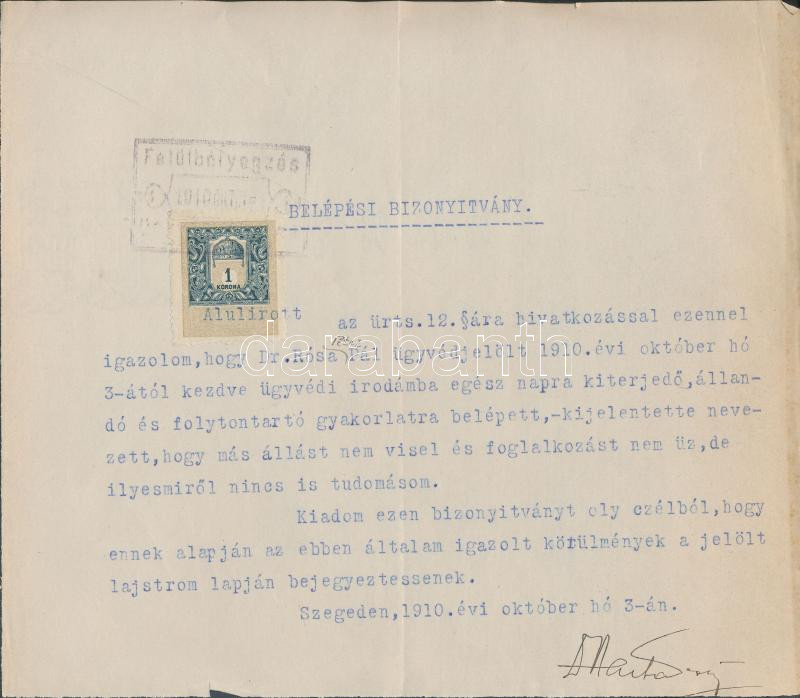 Felülbélyegzés
BELÉPÉSI BIZONYITVÁNY.
1
KORONA
Alulirott az ürts.12.§ára hivatkozással ezennel
igazolom,hogy Dr.Rósa Pál ügyvédjelölt 1910.évi október hó
3-ától kezdve ügyvédi irodámba egész napra kiterjedő,állan-
dó és folytontartó gyakorlatra belépett,-kijelentette neve-
zett,hogy más állást nem visel és foglalkozást nem üz,de
ilyesmiről nincs is tudomásom.
Kiadom ezen bizonyitványt oly czélból,hogy
ennek alapján az ebben általam igazolt körülmények a jelölt
lajstrom lapján bejegyeztessenek.
Szegeden,1910.évi október hó 3-án.
darabanth